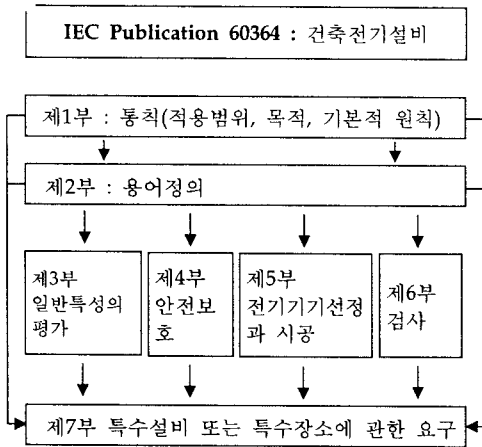 IEC Publication 60364 : 건축전기설비
제1부 : 통칙(적용범위, 목적, 기본적 원칙)
제2부 : 용어정의
제3부
일반특성의
평가
제4부
안전보
호
제5부
전기기기선정
과 시공
제6부
검사
제7부 특수설비 또는 특수장소에 관한 요구